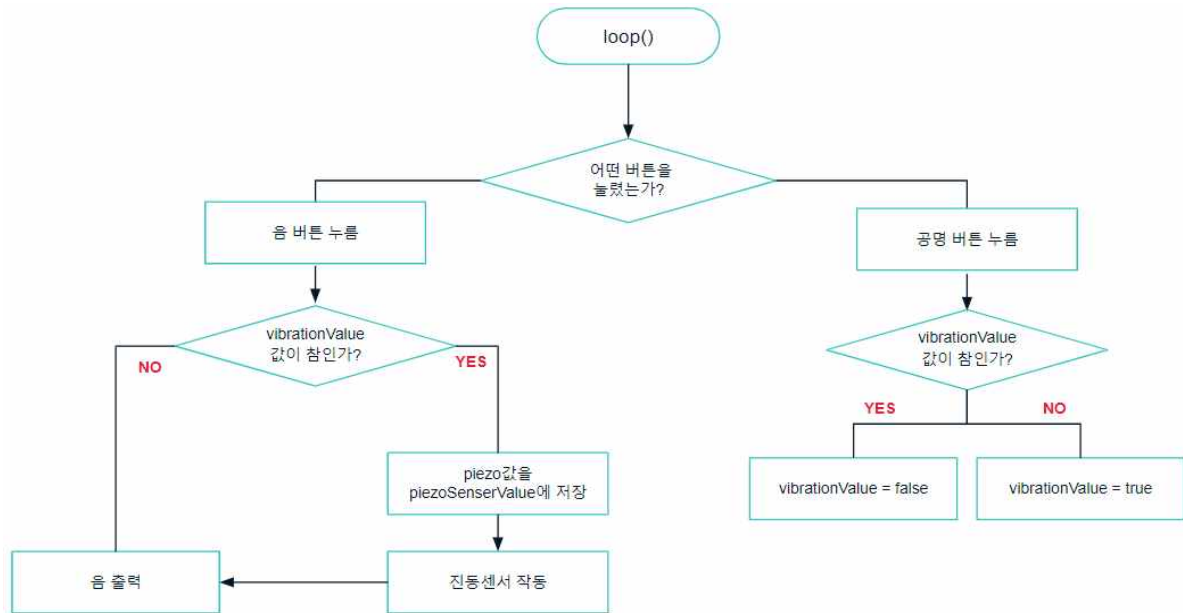 loop()
어떤 버튼을
눌렸는가?
음 버튼 누름
공명 버튼 누름
vibrationValue
값이 참인가?
NO
YES
vibrationValue
값이 참인가?
YES
NO
piezo값을
piezoSenserValue에 저장
vibrationValue = false
vibrationValue = true
음 출력
진동센서 작동